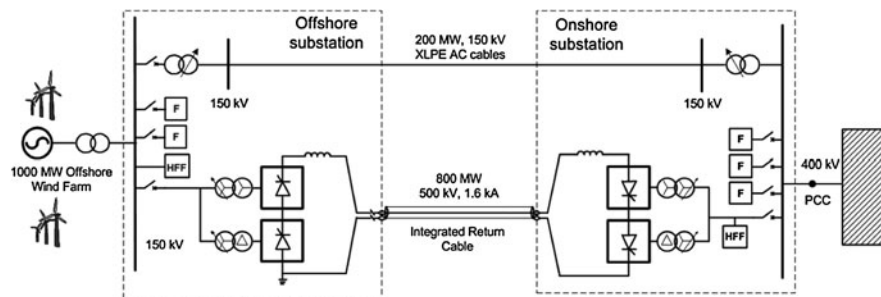 Offshore
substation
Onshore
substation
200 MW, 150 kV
XLPE AC cables
150 kV
150 kV
F
F
HFF
1000 MW Offshore
Wind Farm
150 kV
800 MW
500 kV, 1.6 kA
Integrated Return
Cable
F
F
F
HFF
400 kV
PCC